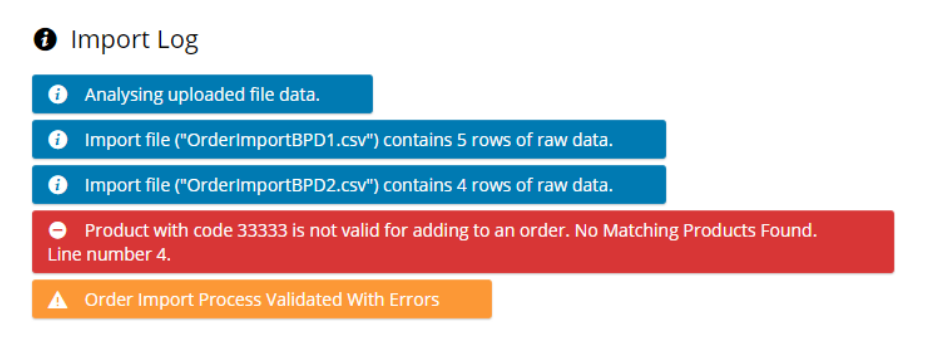 Import Log
Analysing uploaded file data.
Import file ("OrderImportBPD1.csv") contains 5 rows of raw data.
Import file ("OrderImportBPD2.csv") contains 4 rows of raw data.
Product with code 33333 is not valid for adding to an order. No Matching Products Found.
Line number 4.
Order Import Process Validated With Errors